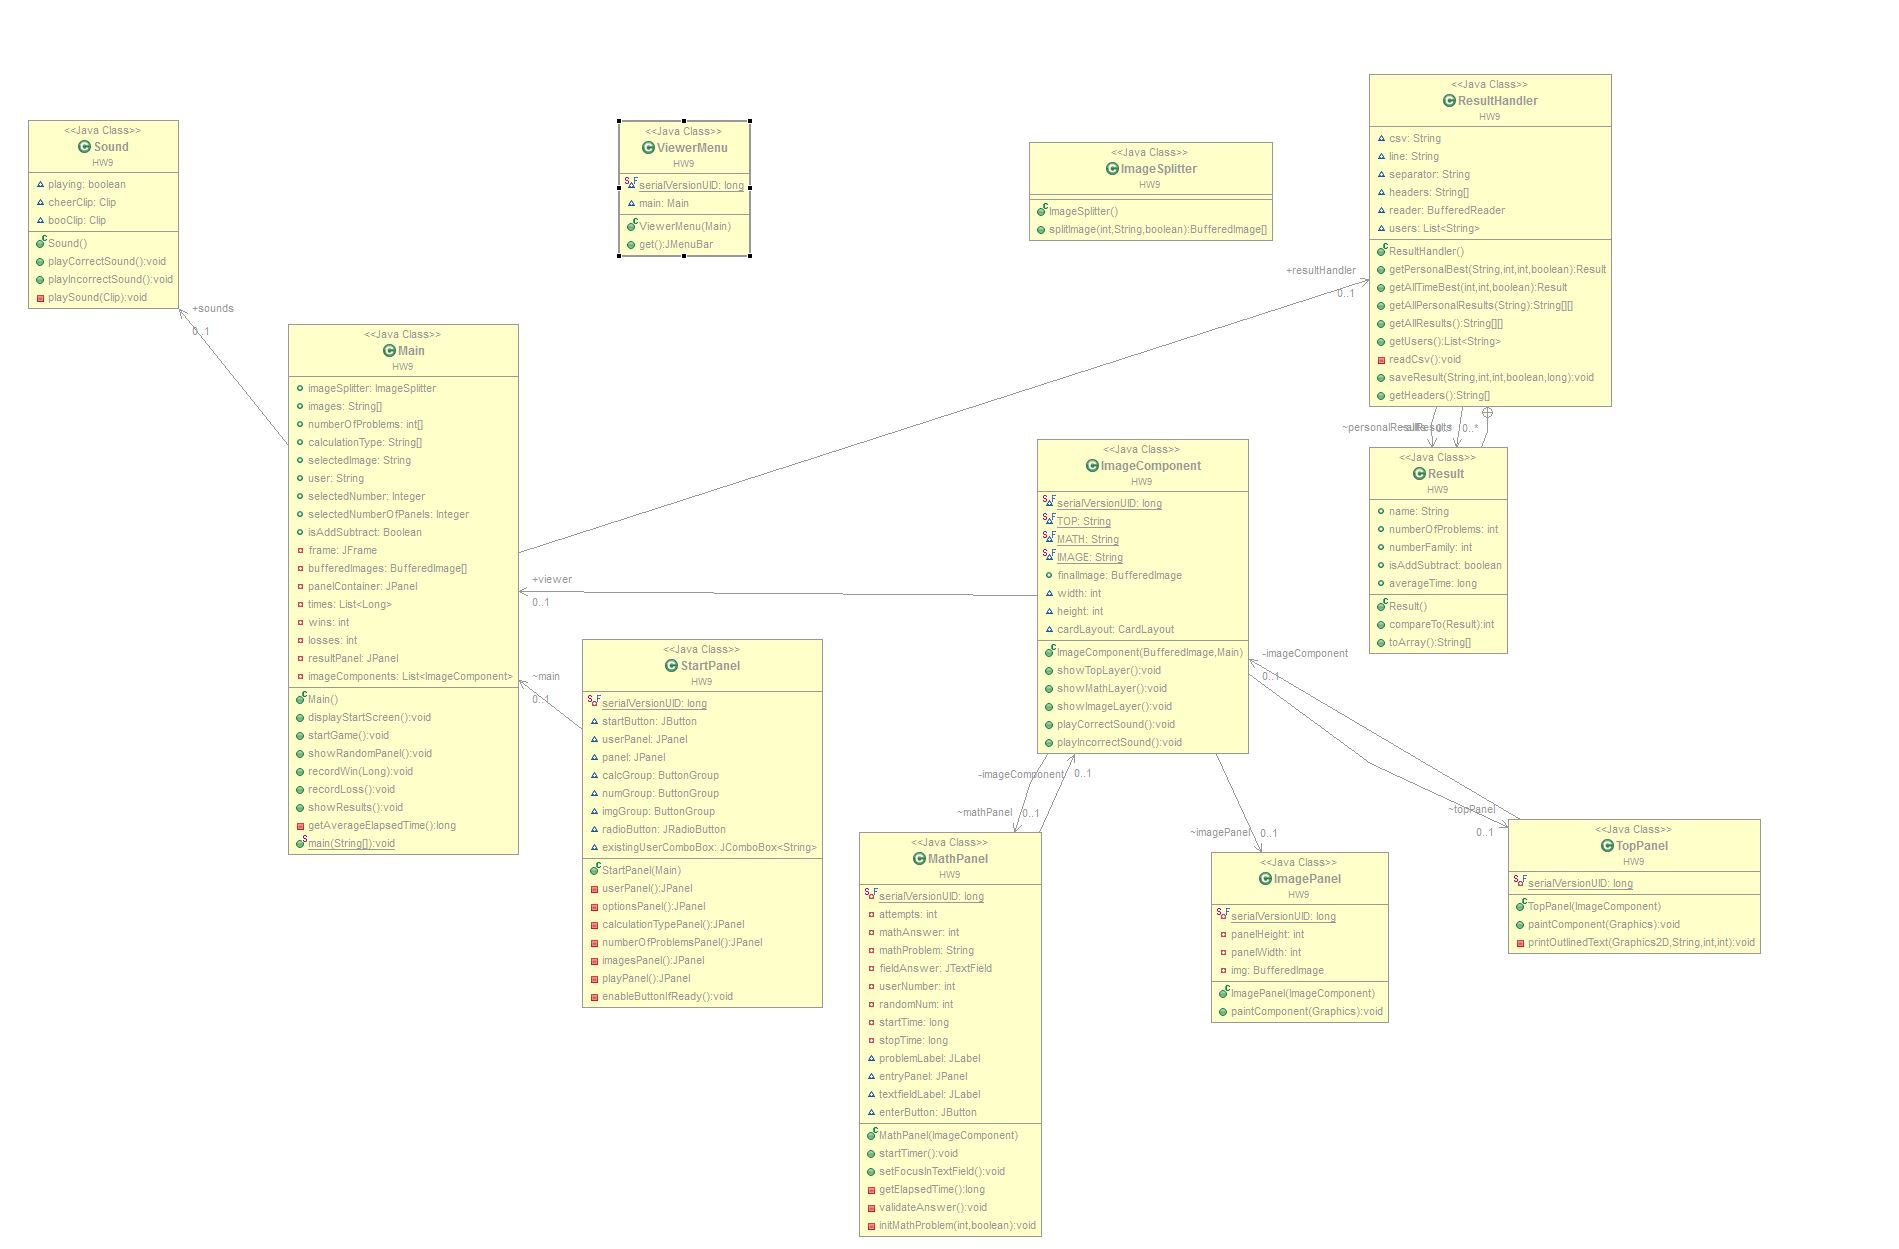 <<Java Class>>
Sound
HW9
playing: boolean
cheerClip: Clip
booClip: Clip
Sound()
playCorrectSound():void
playIncorrectSound():void
playSound(Clip):void
+sounds
0..1
<<Java Class>>
ViewerMenu
HW9
serialVersionUID: long
main: Main
ViewerMenu(Main)
get():JMenuBar
<<Java Class>>
ImageSplitter
HW9
ImageSplitter()
splitImage(int,String,boolean):BufferedImage[]
<<Java Class>>
ResultHandler
HW9
csv: String
line: String
separator: String
headers: String[]
reader: BufferedReader
users: List<String>
ResultHandler()
getPersonalBest(String,int,int,boolean):Result
getAllTimeBest(int,int,boolean):Result
getAllPersonalResults(String):String[][]
getAllResults():String[][]
getUsers():List<String>
readCsv():void
saveResult(String,int,int,boolean,long):void
getHeaders():String[]
+resultHandler
0..1
~personalResults
0..*
<<Java Class>>
Result
HW9
name: String
numberOfProblems: int
numberFamily: int
isAddSubtract: boolean
averageTime: long
Result()
compareTo(Result):int
toArray():String[]
<<Java Class>>
Main
HW9
imageSplitter: ImageSplitter
images: String[]
numberOfProblems: int[]
calculationType: String[]
selectedImage: String
user: String
selectedNumber: Integer
selectedNumberOfPanels: Integer
isAddSubtract: Boolean
frame: JFrame
bufferedImages: BufferedImage[]
panelContainer: JPanel
times: List<Long>
wins: int
losses: int
resultPanel: JPanel
imageComponents: List<ImageComponent>
Main()
displayStartScreen():void
startGame():void
showRandomPanel():void
recordWin(Long):void
recordLoss():void
showResults():void
getAverageElapsedTime():long
main(String[]):void
+viewer
0..1
~main
0..1
<<Java Class>>
StartPanel
HW9
serialVersionUID: long
startButton: JButton
userPanel: JPanel
panel: JPanel
calcGroup: ButtonGroup
numGroup: ButtonGroup
imgGroup: ButtonGroup
radioButton: JRadioButton
existingUserComboBox: JComboBox<String>
StartPanel(Main)
userPanel():JPanel
optionsPanel():JPanel
calculationTypePanel():JPanel
numberOfProblemsPanel():JPanel
imagesPanel():JPanel
playPanel():JPanel
enableButtonIfReady():void
<<Java Class>>
ImageComponent
HW9
serialVersionUID: long
TOP: String
MATH: String
IMAGE: String
finalImage: BufferedImage
width: int
height: int
cardLayout: CardLayout
ImageComponent(BufferedImage,Main)
showTopLayer():void
showMathLayer():void
showImageLayer():void
playCorrectSound():void
playIncorrectSound():void
-imageComponent
0..1
-imageComponent
0..1
~mathPanel
0..1
~imagePanel
0..1
~topPanel
0..1
<<Java Class>>
MathPanel
HW9
serialVersionUID: long
attempts: int
mathAnswer: int
mathProblem: String
fieldAnswer: JTextField
userNumber: int
randomNum: int
startTime: long
stopTime: long
problemLabel: JLabel
entryPanel: JPanel
textfieldLabel: JLabel
enterButton: JButton
MathPanel(ImageComponent)
startTimer():void
setFocusInTextField():void
getElapsedTime():long
validateAnswer():void
initMathProblem(int,boolean):void
<<Java Class>>
ImagePanel
HW9
serialVersionUID: long
panelHeight: int
panelWidth: int
img: BufferedImage
ImagePanel(ImageComponent)
paintComponent(Graphics):void
<<Java Class>>
TopPanel
HW9
serialVersionUID: long
TopPanel(ImageComponent)
paintComponent(Graphics):void
printOutlinedText(Graphics2D,String,int,int):void